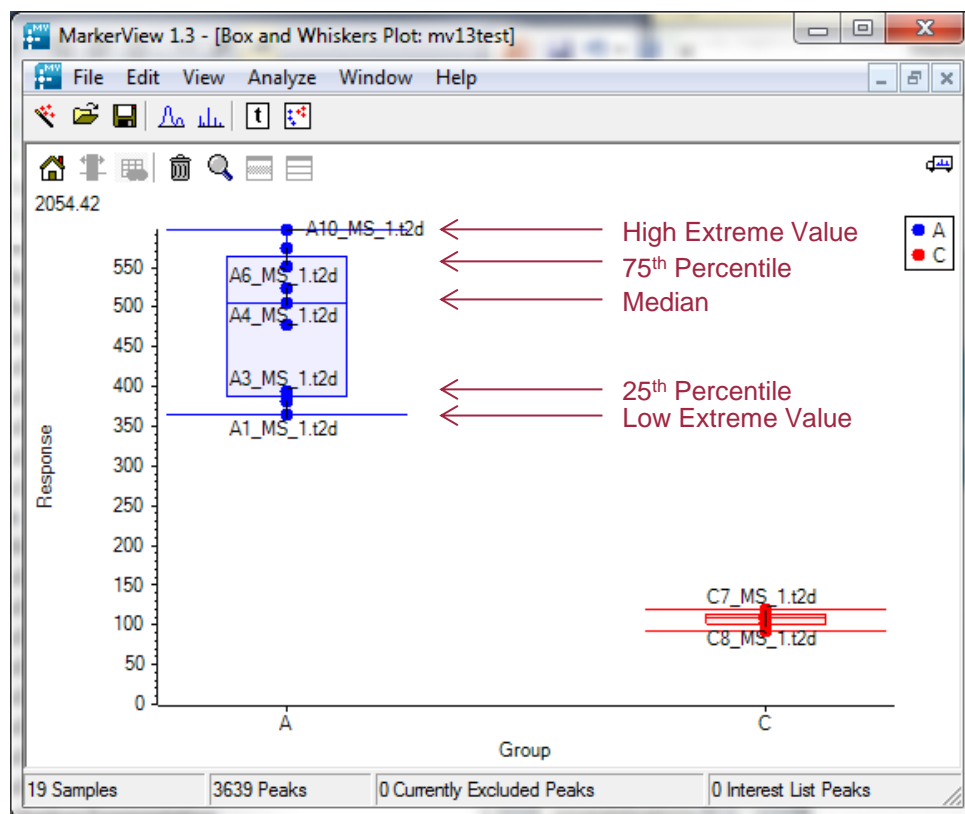 MarkerView 1.3 - [Box and Whiskers Plot: mv13test]
File Edit View Analyze Window Help
t
2054.42
A10_MS_1.t2d
High Extreme Value
A
C
550
A6_MS_1.t2d
75th Percentile
500
A4_MS_1.t2d
Median
450
400
A3_MS_1.t2d
25th Percentile
350
A1_MS_1.t2d
Low Extreme Value
300
250
200
150
C7_MS_1.t2d
100
C8_MS_1.t2d
50
0
Response
A
C
Group
19 Samples
3639 Peaks
0 Currently Excluded Peaks
0 Interest List Peaks